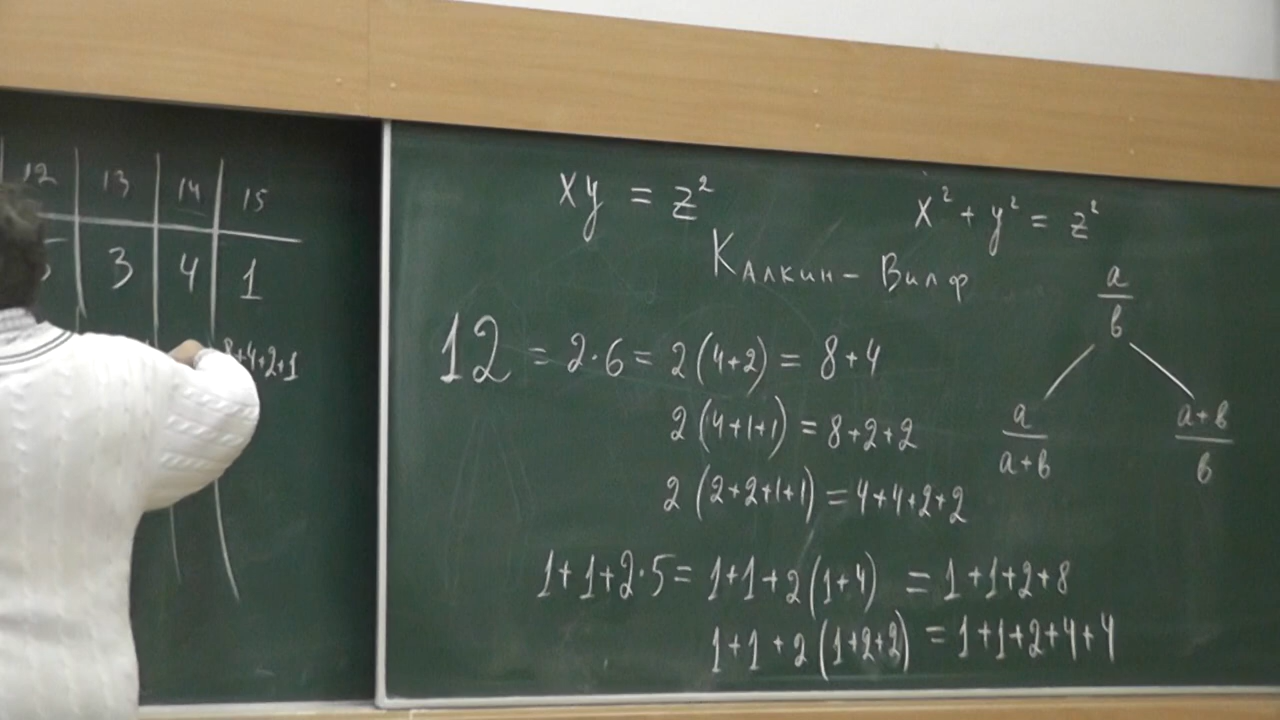 12 13 14 15
3 4 1
8+4+2+1
xy = z²
x² + y² = z²
Калкин – Вилф
a/b
a/(a+b) (a+b)/b
12 = 2·6 = 2(4+2) = 8+4
2(4+1+1) = 8+2+2
2(2+2+1+1) = 4+4+2+2
1+1+2·5 = 1+1+2(1+4) = 1+1+2+8
1+1+2(1+2+2) = 1+1+2+4+4